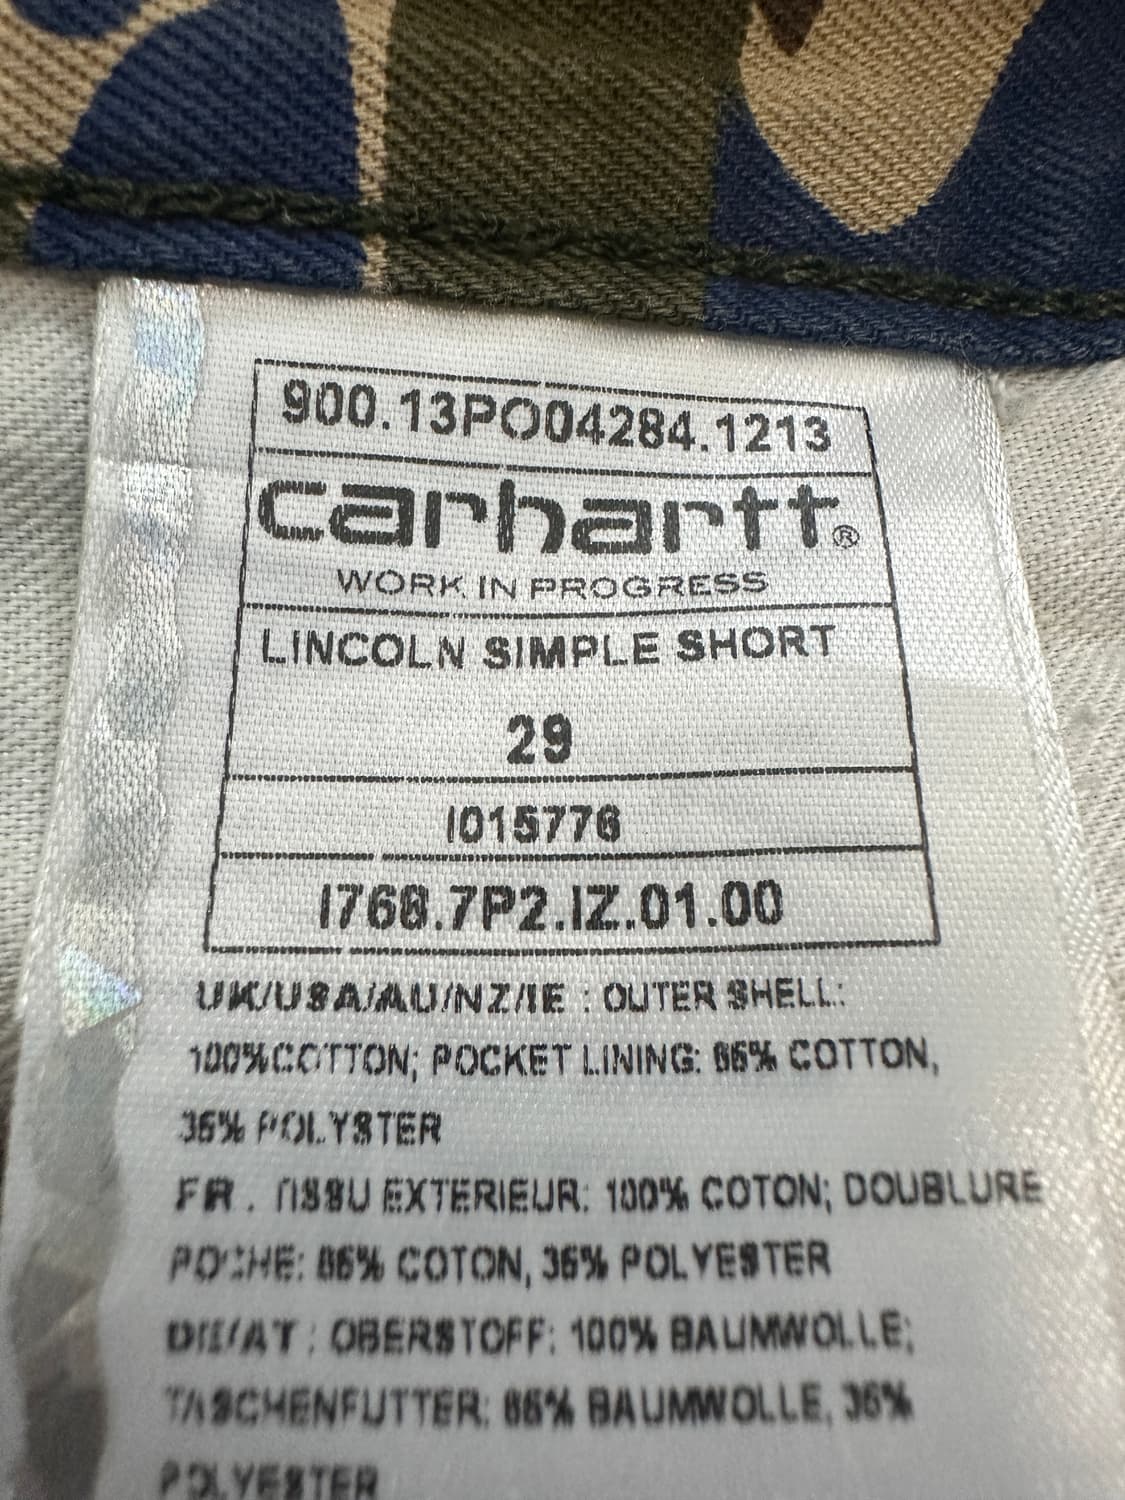 900.13PO04284.1213
carhartt®
WORK IN PROGRESS
LINCOLN SIMPLE SHORT
29
I015776
I768.7P2.IZ.01.00
UK/USA/AU/NZ/IE : OUTER SHELL:
100%COTTON; POCKET LINING: 65% COTTON,
35% POLYESTER
FR . TISSU EXTERIEUR: 100% COTON; DOUBLURE
POCHE: 65% COTON, 35% POLYESTER
DE/AT : OBERSTOFF: 100% BAUMWOLLE;
TASCHENFUTTER: 65% BAUMWOLLE, 35%
POLYESTER